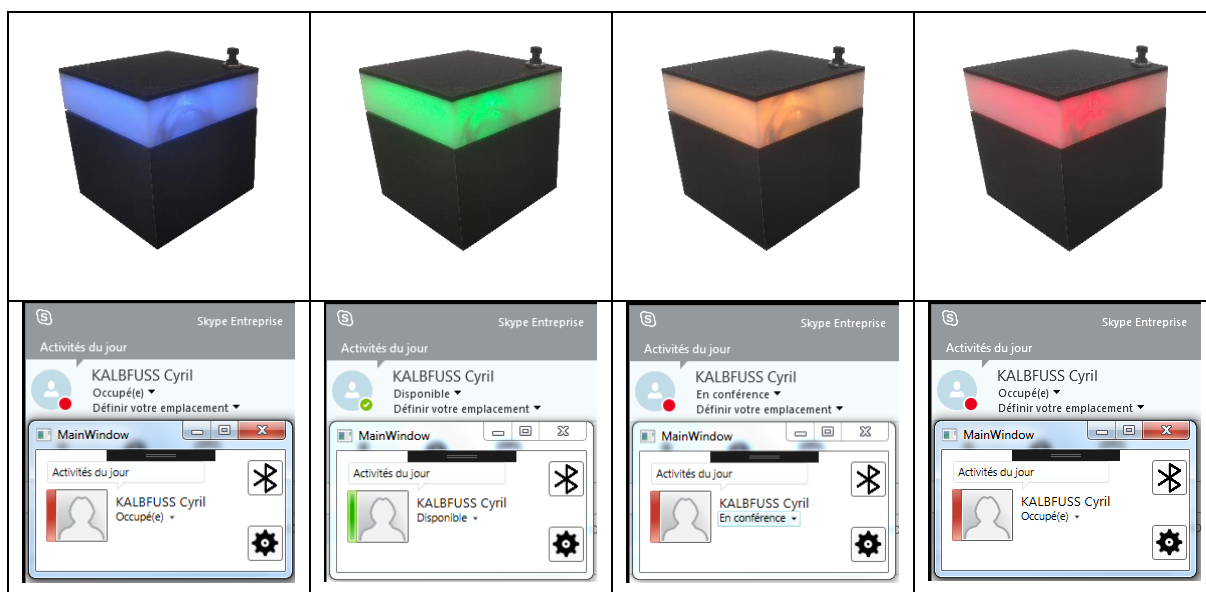 Skype Entreprise
Activités du jour
KALBFUSS Cyril
Occupé(e)
Définir votre emplacement
MainWindow
Activités du jour
KALBFUSS Cyril
Occupé(e)
Skype Entreprise
Activités du jour
KALBFUSS Cyril
Disponible
Définir votre emplacement
MainWindow
Activités du jour
KALBFUSS Cyril
Disponible
Skype Entreprise
Activités du jour
KALBFUSS Cyril
En conférence
Définir votre emplacement
MainWindow
Activités du jour
KALBFUSS Cyril
En conférence
Skype Entreprise
Activités du jour
KALBFUSS Cyril
Occupé(e)
Définir votre emplacement
MainWindow
Activités du jour
KALBFUSS Cyril
Occupé(e)